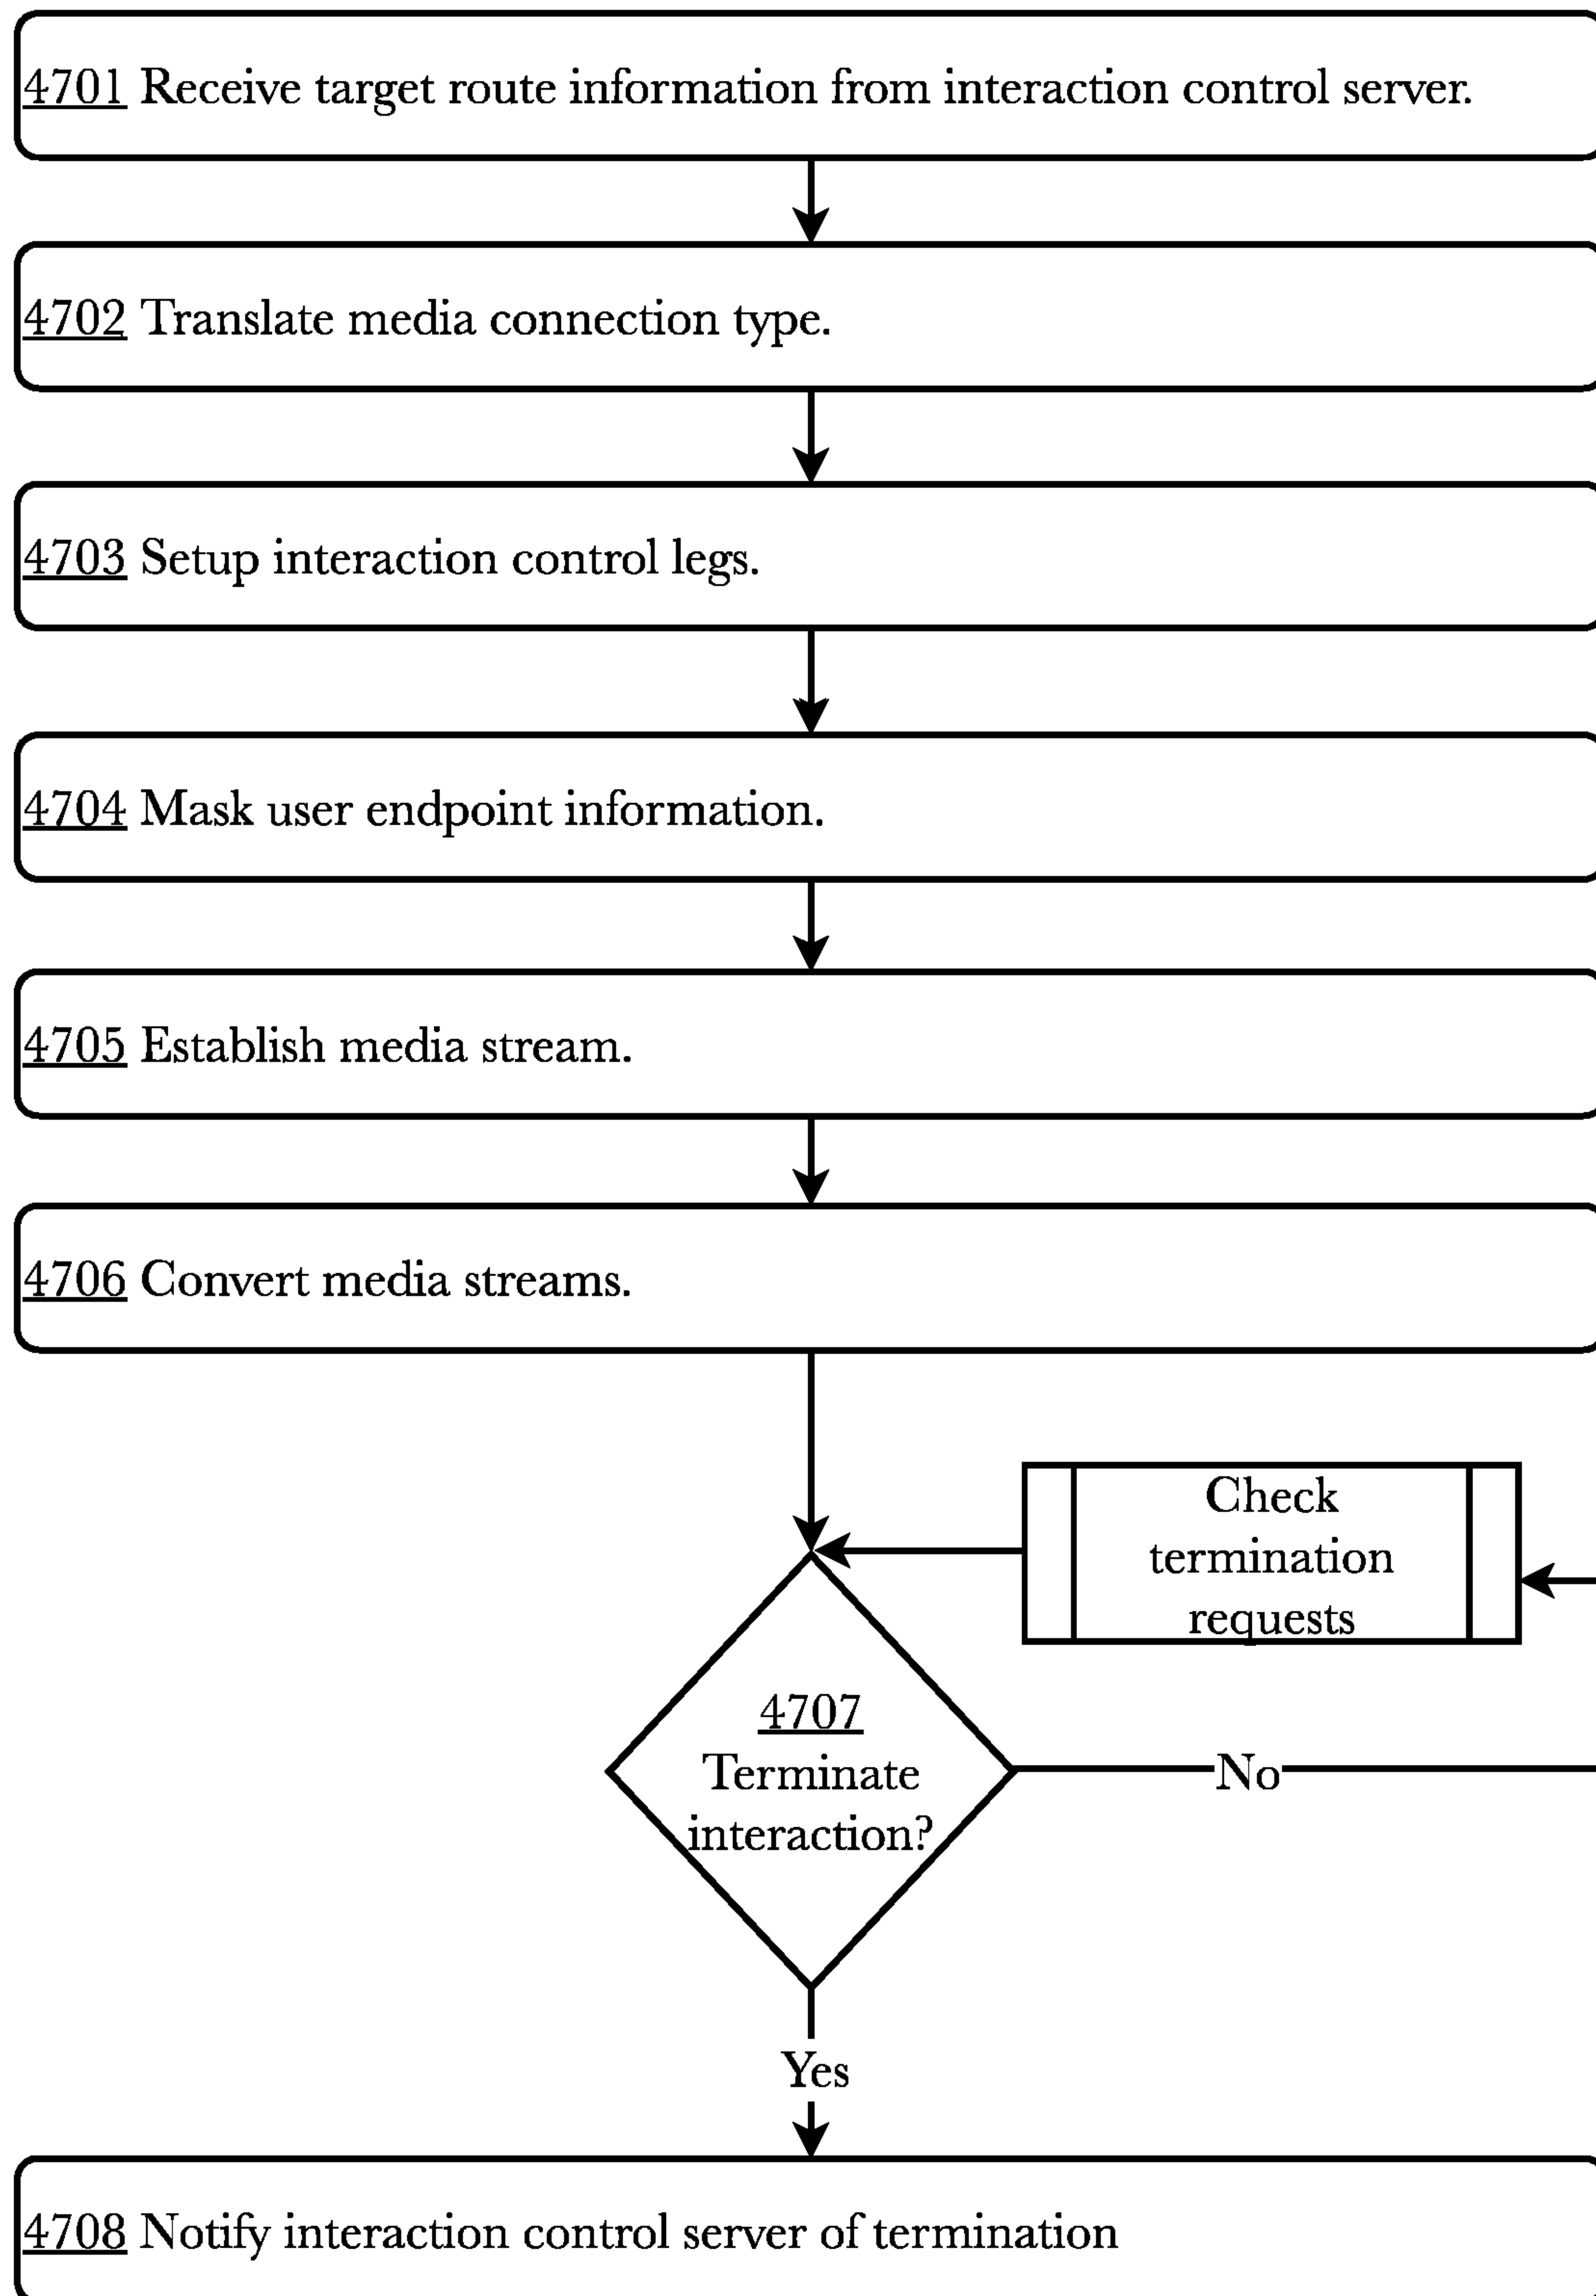 4701 Receive target route information from interaction control server.
4702 Translate media connection type.
4703 Setup interaction control legs.
4704 Mask user endpoint information.
4705 Establish media stream.
4706 Convert media streams.
Check
termination
requests
4707
Terminate
interaction?
No
Yes
4708 Notify interaction control server of termination